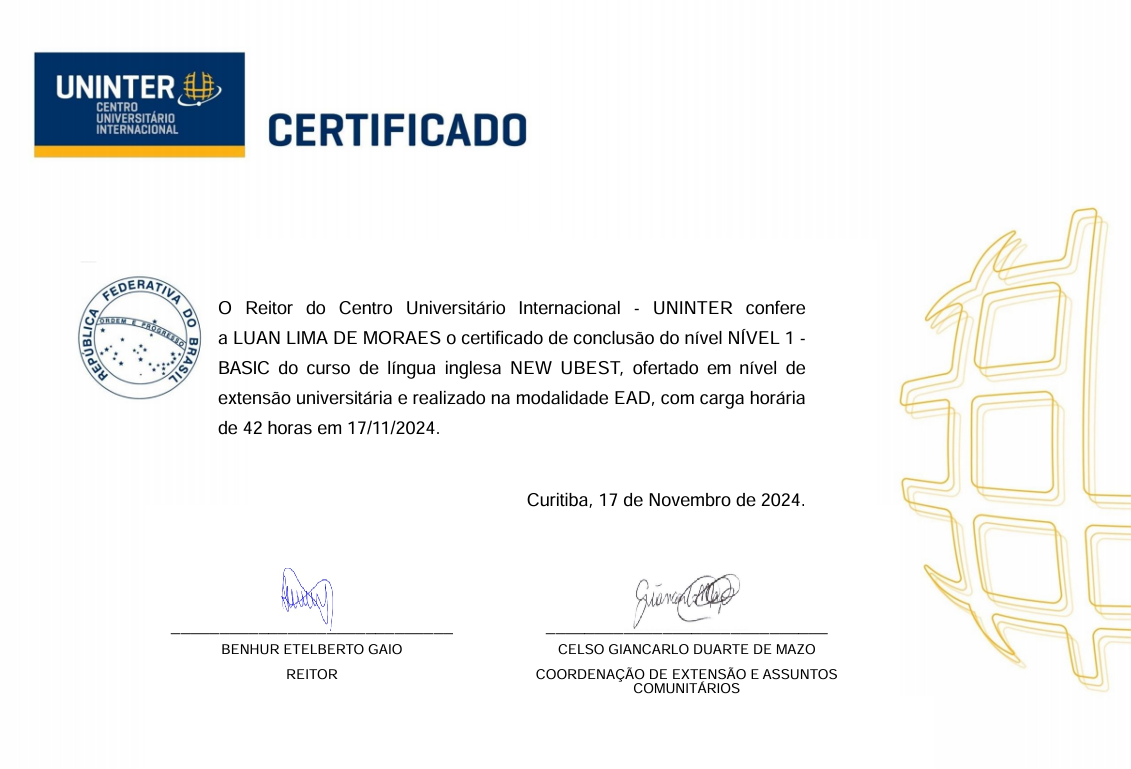 UNINTER
CENTRO
UNIVERSITÁRIO
INTERNACIONAL
CERTIFICADO
REPÚBLICA FEDERATIVA DO BRASIL
ORDEM E PROGRESSO
O Reitor do Centro Universitário Internacional - UNINTER confere
a LUAN LIMA DE MORAES o certificado de conclusão do nível NÍVEL 1 -
BASIC do curso de língua inglesa NEW UBEST, ofertado em nível de
extensão universitária e realizado na modalidade EAD, com carga horária
de 42 horas em 17/11/2024.
Curitiba, 17 de Novembro de 2024.
BENHUR ETELBERTO GAIO
REITOR
CELSO GIANCARLO DUARTE DE MAZO
COORDENAÇÃO DE EXTENSÃO E ASSUNTOS
COMUNITÁRIOS